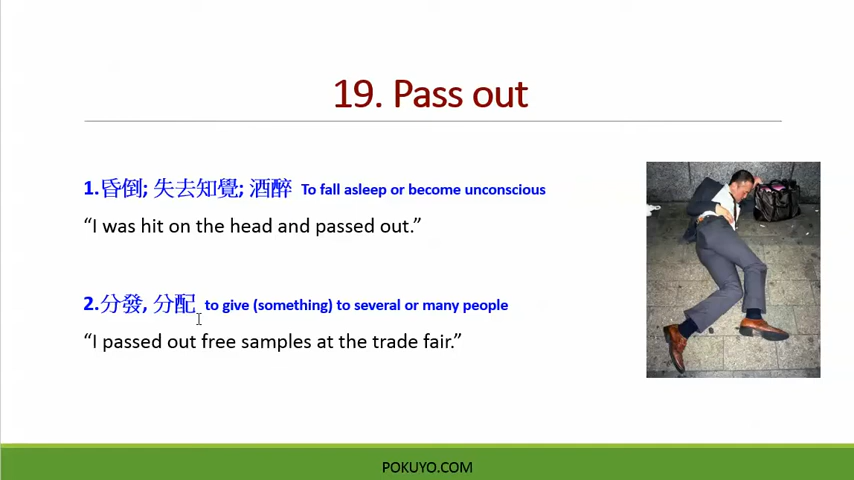 19. Pass out
1.昏倒; 失去知覺; 酒醉 To fall asleep or become unconscious
“I was hit on the head and passed out.”
2.分發, 分配 to give (something) to several or many people
“I passed out free samples at the trade fair.”
POKUYO.COM